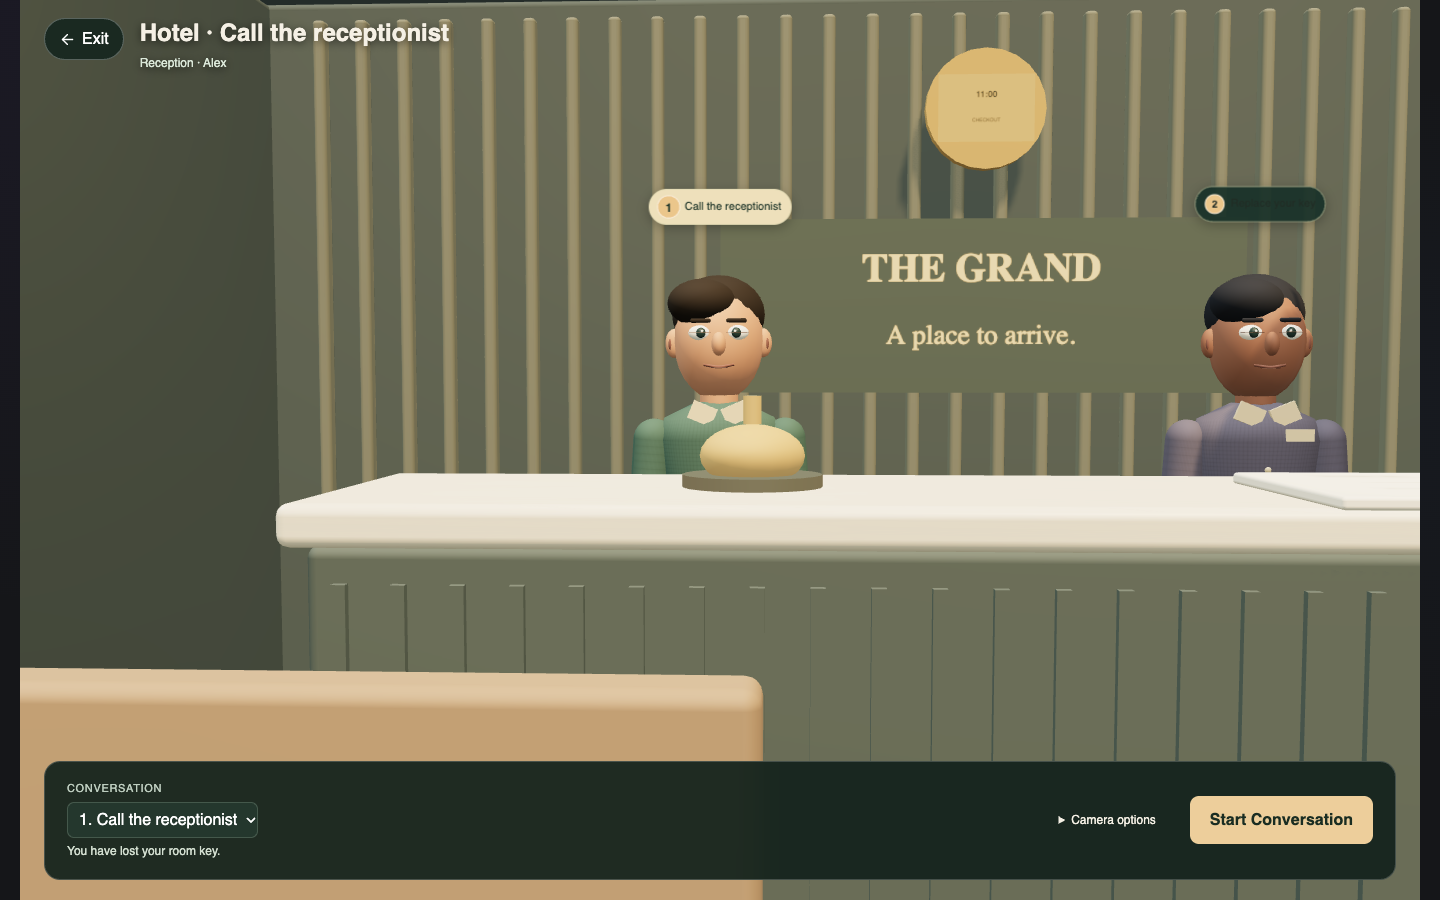 Exit
Hotel · Call the receptionist
Reception · Alex
11:00
CHECKOUT
1 Call the receptionist
2
THE GRAND
A place to arrive.
CONVERSATION
1. Call the receptionist
You have lost your room key.
Camera options
Start Conversation